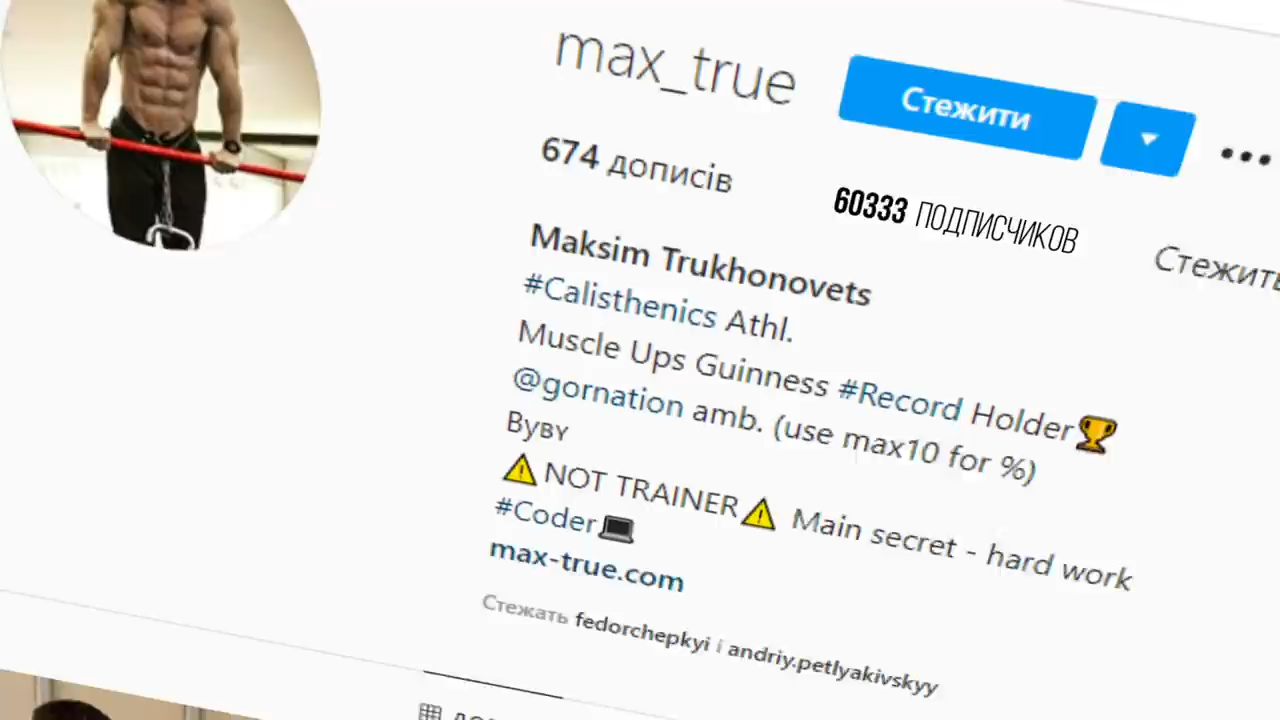 max_true
Стежити
674 дописів
60333 ПОДПИСЧИКОВ
Стежить
Maksim Trukhonovets
#Calisthenics Athl.
Muscle Ups Guinness #Record Holder🏆
@gornation amb. (use max10 for %)
Byвʏ
⚠️NOT TRAINER⚠️ Main secret - hard work
#Coder💻
max-true.com
Стежать fedorchepkyi і andriy.petlyakivskyy